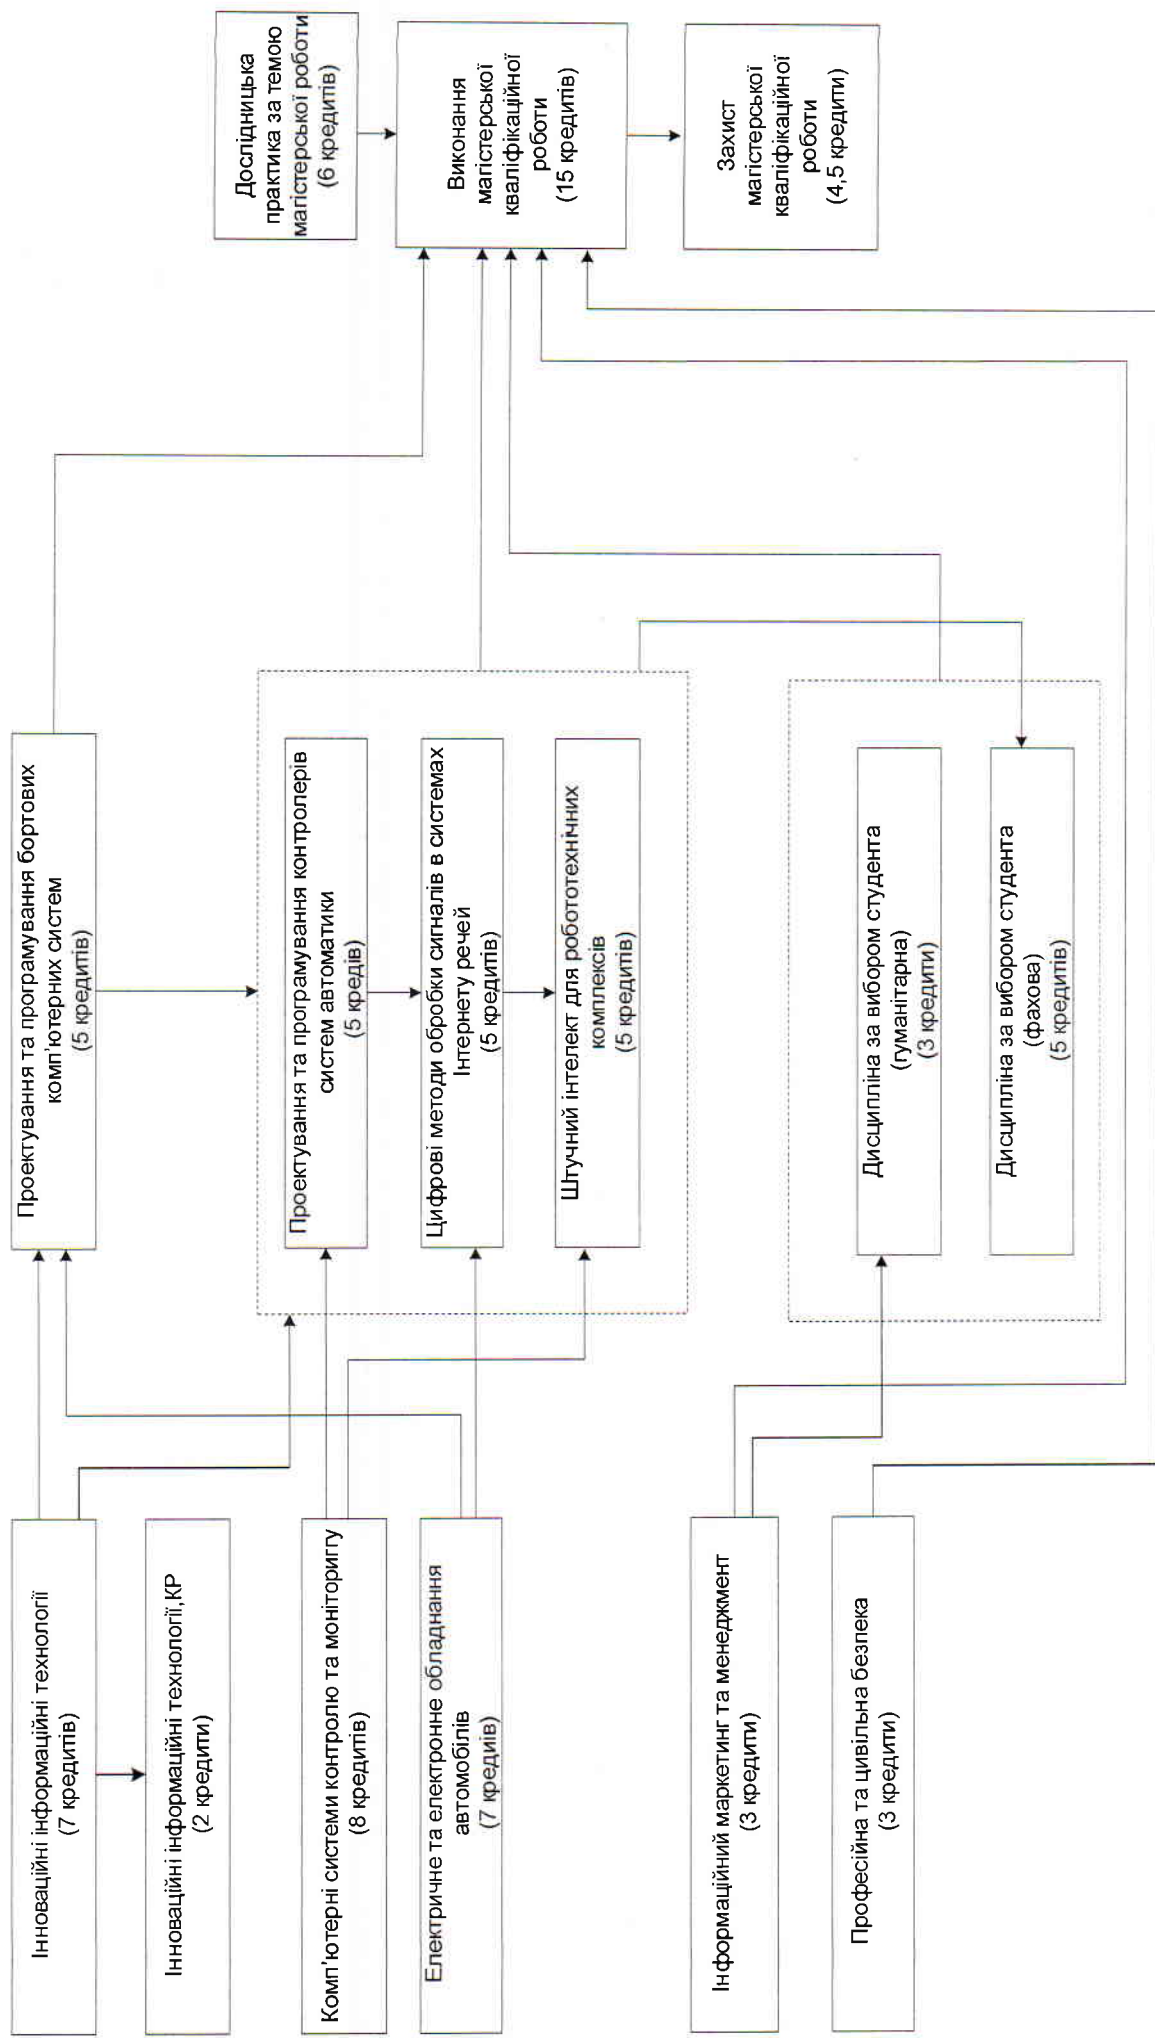 Інноваційні інформаційні технології
(7 кредитів)
Інноваційні інформаційні технології,КР
(2 кредити)
Комп'ютерні системи контролю та моніториггу
(8 кредитів)
Електричне та електронне обладнання
автомобілів
(7 кредиів)
Інформаційний маркетинг та менеджмент
(3 кредити)
Професійна та цивільна безпека
(3 кредити)
Проектування та програмування бортових
комп'ютерних систем
(5 кредитів)
Проектування та програмування контролерів
систем автоматики
(5 кредів)
Цифрові методи обробки сигналів в системах
Інтернету речей
(5 кредитів)
Штучний інтелект для робототехнічних
комплексів
(5 кредитів)
Дисципліна за вибором студента
(гуманітарна)
(3 кредити)
Дисципліна за вибором студента
(фахова)
(5 кредитів)
Дослідницька
практика за темою
магістерської роботи
(6 кредитів)
Виконання
магістерської
кваліфікаційної
роботи
(15 кредитів)
Захист
магістерської
кваліфікаційної
роботи
(4,5 кредити)